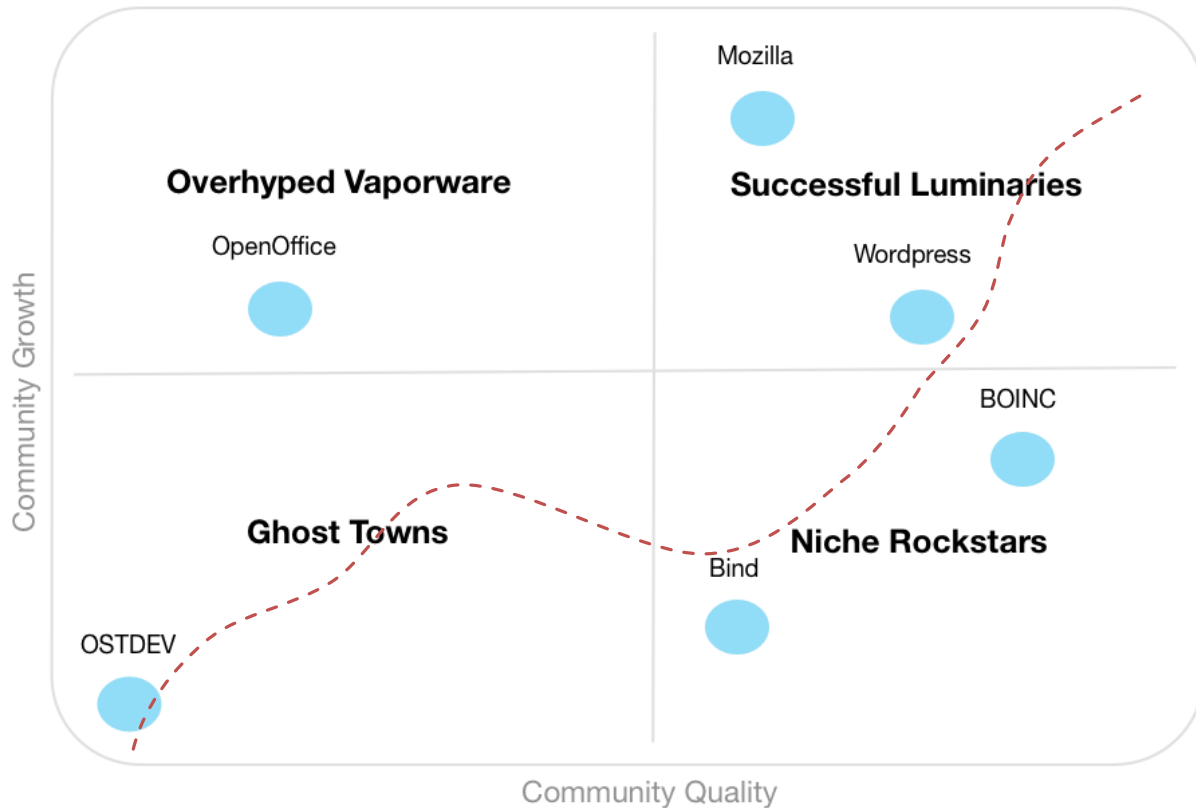 Mozilla
Overhyped Vaporware
Successful Luminaries
OpenOffice
Wordpress
Community Growth
BOINC
Ghost Towns
Niche Rockstars
Bind
OSTDEV
Community Quality